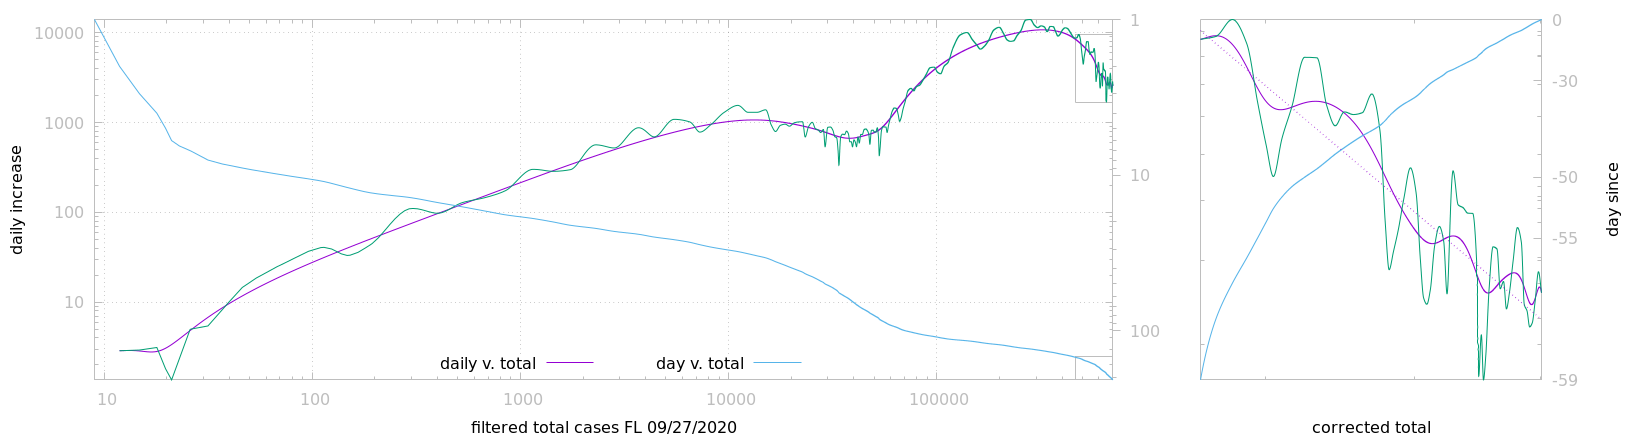 10000
1000
100
10
daily increase
10
100
1000
10000
100000
filtered total cases FL 09/27/2020
daily v. total
day v. total
1
10
100
0
-30
-50
-55
-59
day since
corrected total